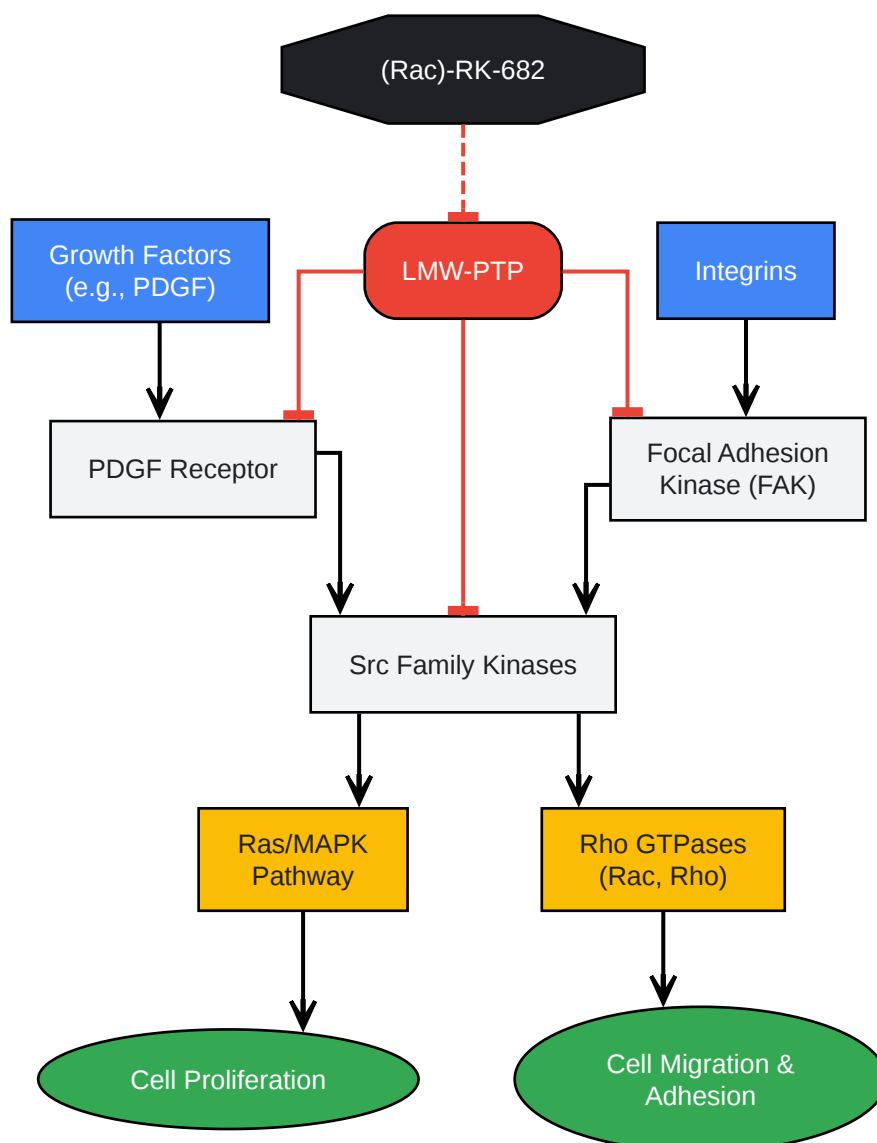 (Rac)-RK-682
Growth Factors
(e.g., PDGF)
LMW-PTP
Integrins
PDGF Receptor
Focal Adhesion
Kinase (FAK)
Src Family Kinases
Ras/MAPK
Pathway
Rho GTPases
(Rac, Rho)
Cell Proliferation
Cell Migration &
Adhesion